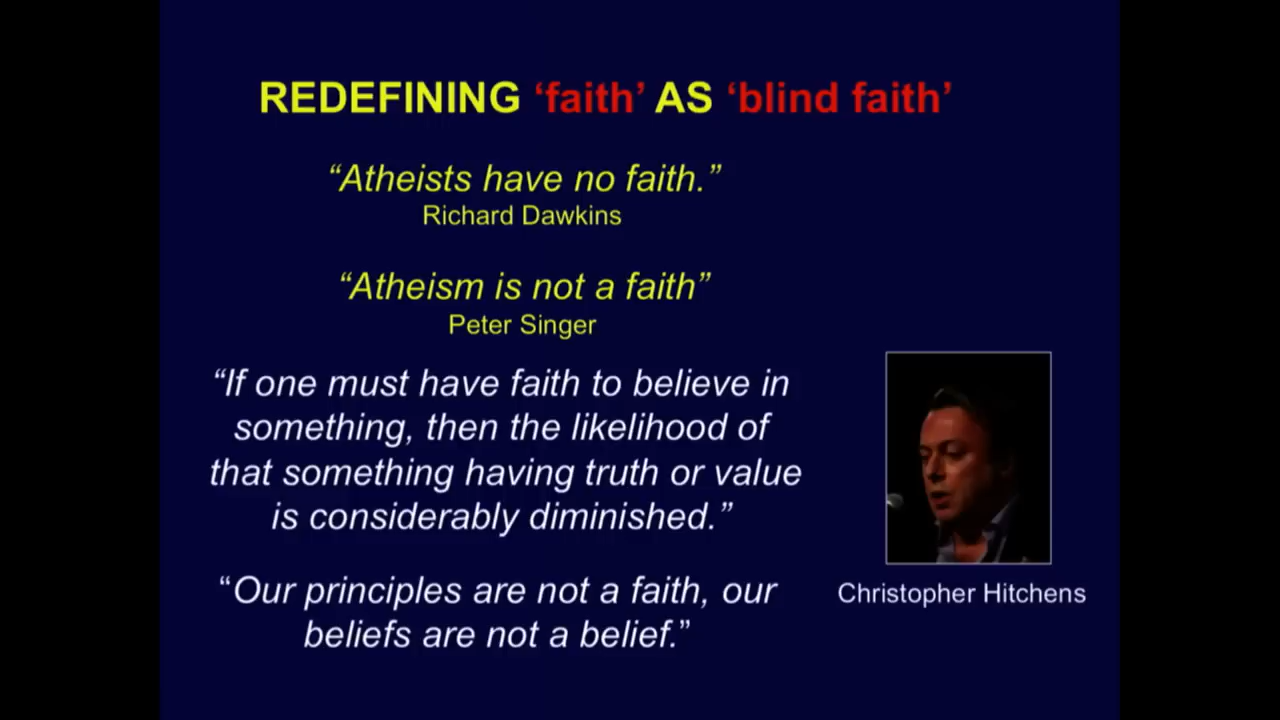 REDEFINING ‘faith’ AS ‘blind faith’
“Atheists have no faith.”
Richard Dawkins
“Atheism is not a faith”
Peter Singer
“If one must have faith to believe in
something, then the likelihood of
that something having truth or value
is considerably diminished.”
“Our principles are not a faith, our
beliefs are not a belief.”
Christopher Hitchens